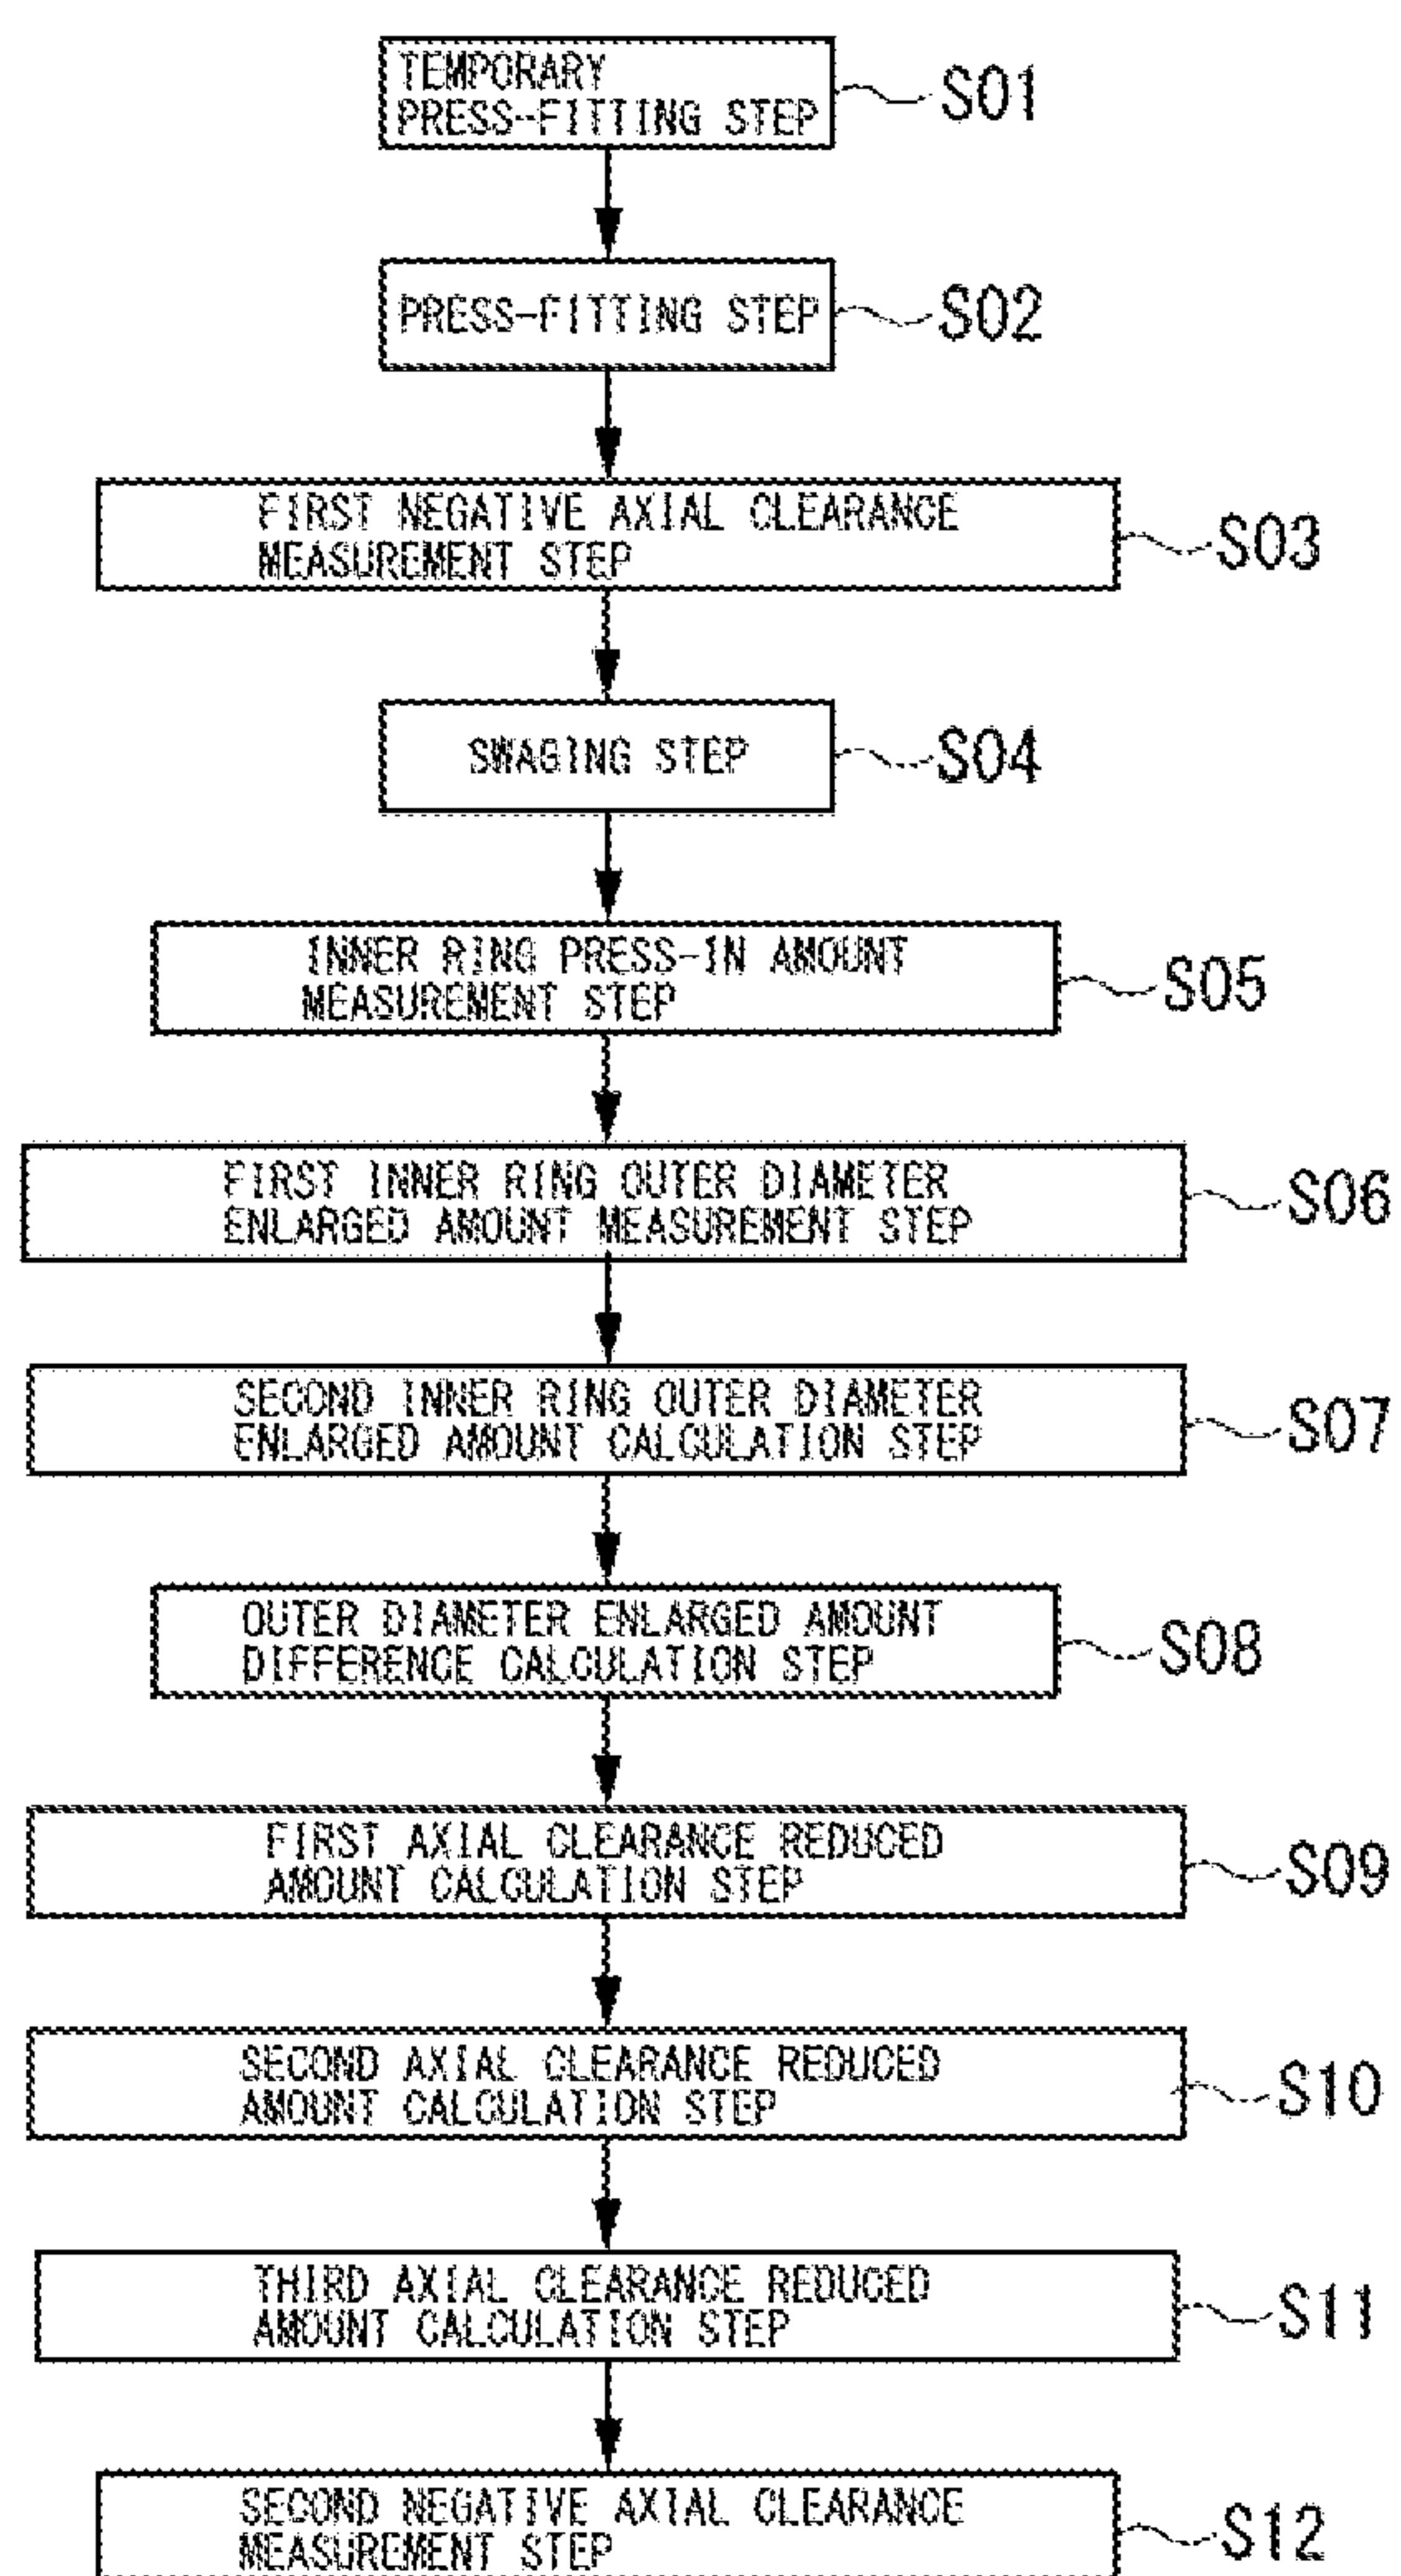 TEMPORARY
PRESS-FITTING STEP
S01
PRESS-FITTING STEP
S02
FIRST NEGATIVE AXIAL CLEARANCE
MEASUREMENT STEP
S03
SWAGING STEP
S04
INNER RING PRESS-IN AMOUNT
MEASUREMENT STEP
S05
FIRST INNER RING OUTER DIAMETER
ENLARGED AMOUNT MEASUREMENT STEP
S06
SECOND INNER RING OUTER DIAMETER
ENLARGED AMOUNT CALCULATION STEP
S07
OUTER DIAMETER ENLARGED AMOUNT
DIFFERENCE CALCULATION STEP
S08
FIRST AXIAL CLEARANCE REDUCED
AMOUNT CALCULATION STEP
S09
SECOND AXIAL CLEARANCE REDUCED
AMOUNT CALCULATION STEP
S10
THIRD AXIAL CLEARANCE REDUCED
AMOUNT CALCULATION STEP
S11
SECOND NEGATIVE AXIAL CLEARANCE
MEASUREMENT STEP
S12